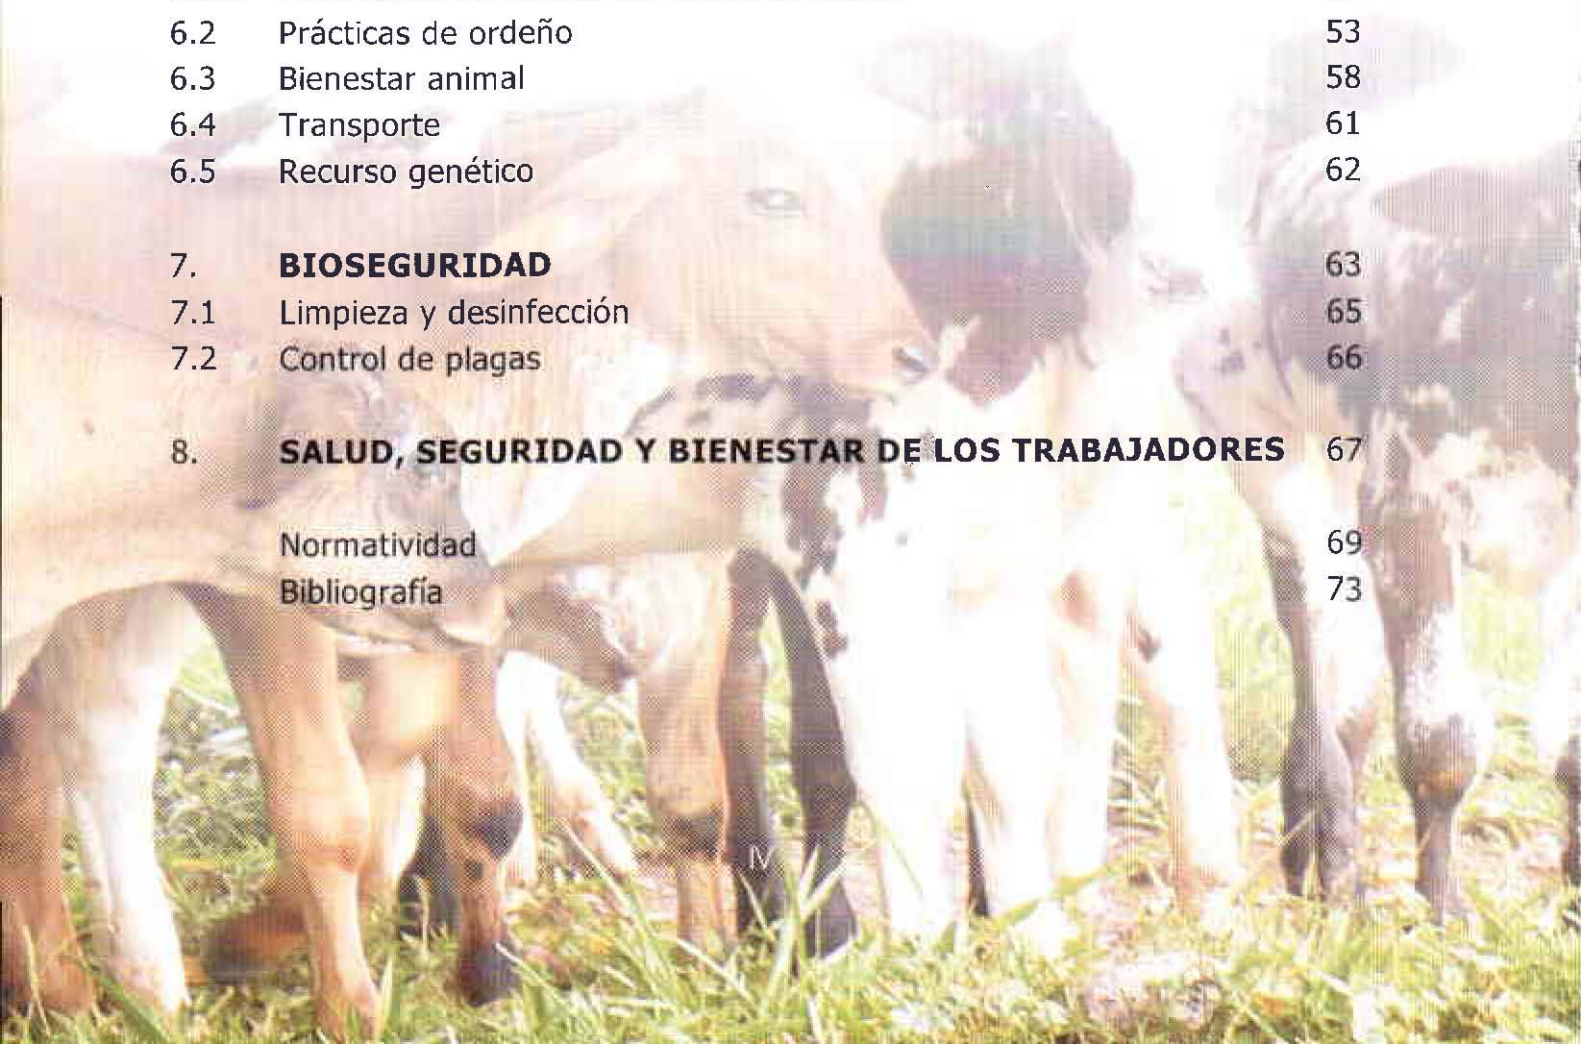 6.2 Prácticas de ordeño 53
6.3 Bienestar animal 58
6.4 Transporte 61
6.5 Recurso genético 62
7. BIOSEGURIDAD 63
7.1 Limpieza y desinfección 65
7.2 Control de plagas 66
8. SALUD, SEGURIDAD Y BIENESTAR DE LOS TRABAJADORES 67
Normatividad 69
Bibliografía 73
IV